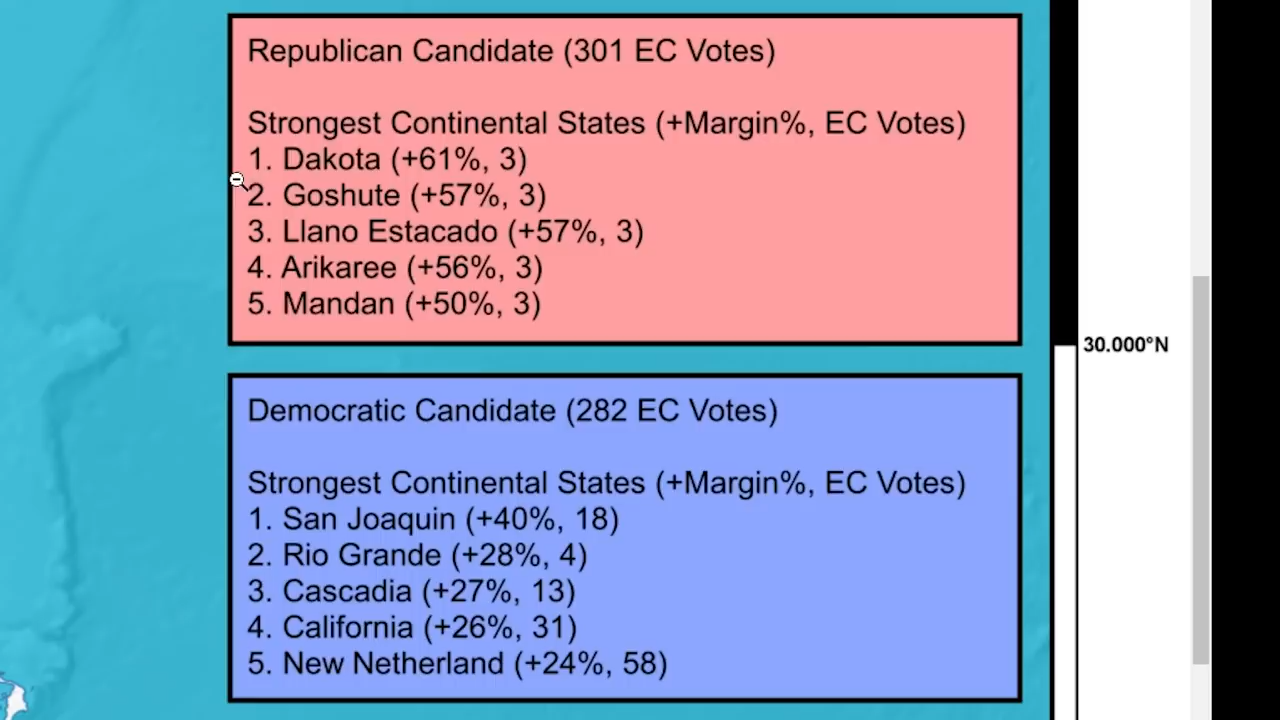 Republican Candidate (301 EC Votes)
Strongest Continental States (+Margin%, EC Votes)
1. Dakota (+61%, 3)
2. Goshute (+57%, 3)
3. Llano Estacado (+57%, 3)
4. Arikaree (+56%, 3)
5. Mandan (+50%, 3)
30.000°N
Democratic Candidate (282 EC Votes)
Strongest Continental States (+Margin%, EC Votes)
1. San Joaquin (+40%, 18)
2. Rio Grande (+28%, 4)
3. Cascadia (+27%, 13)
4. California (+26%, 31)
5. New Netherland (+24%, 58)